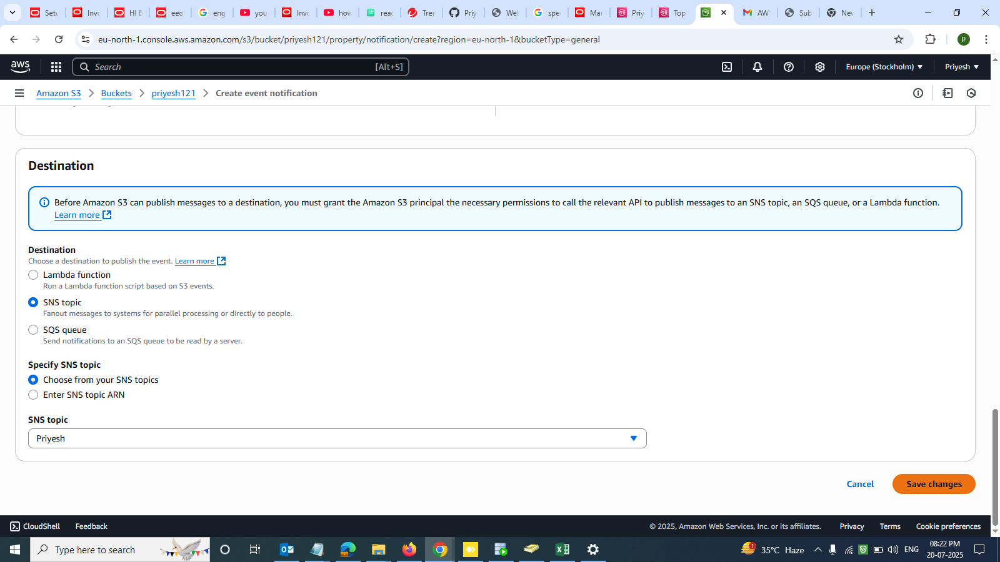 Setu
Invo
HI E
eeo
eng
you
Invo
how
reac
Trer
Priy
Wel
spe
Mar
Priy
Top
AW
Sub
Nev
eu-north-1.console.aws.amazon.com/s3/bucket/priyesh121/property/notification/create?region=eu-north-1&bucketType=general
p
aws
Search
[Alt+S]
Europe (Stockholm)
Priyesh
Amazon S3
Buckets
priyesh121
Create event notification
Destination
Before Amazon S3 can publish messages to a destination, you must grant the Amazon S3 principal the necessary permissions to call the relevant API to publish messages to an SNS topic, an SQS queue, or a Lambda function.
Learn more
Destination
Choose a destination to publish the event. Learn more
Lambda function
Run a Lambda function script based on S3 events.
SNS topic
Fanout messages to systems for parallel processing or directly to people.
SQS queue
Send notifications to an SQS queue to be read by a server.
Specify SNS topic
Choose from your SNS topics
Enter SNS topic ARN
SNS topic
Priyesh
Cancel
Save changes
CloudShell
Feedback
© 2025, Amazon Web Services, Inc. or its affiliates.
Privacy
Terms
Cookie preferences
Type here to search
1
35°C Haze
ENG
08:22 PM
20-07-2025